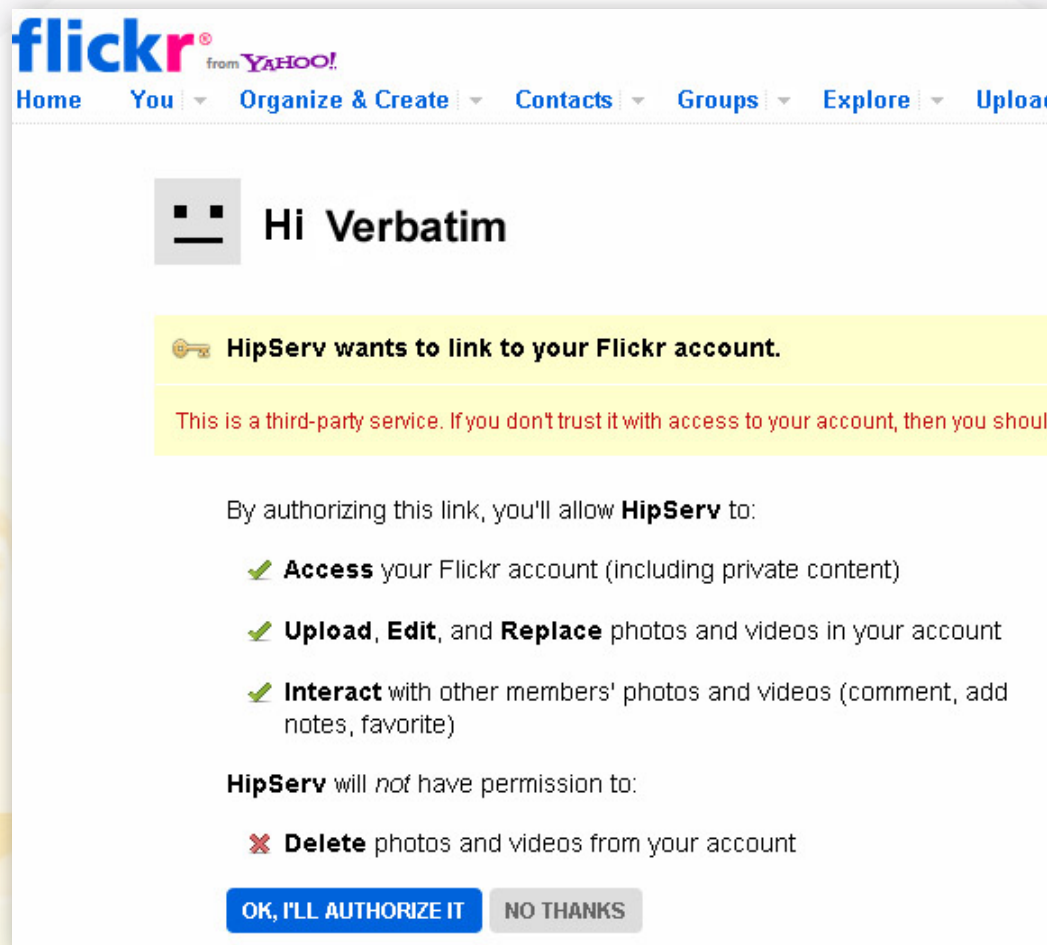 flickr® from YAHOO!
Home You Organize & Create Contacts Groups Explore Upload
Hi Verbatim
HipServ wants to link to your Flickr account.
This is a third-party service. If you don't trust it with access to your account, then you shoul
By authorizing this link, you'll allow HipServ to:
Access your Flickr account (including private content)
Upload, Edit, and Replace photos and videos in your account
Interact with other members' photos and videos (comment, add
notes, favorite)
HipServ will not have permission to:
Delete photos and videos from your account
OK, I'LL AUTHORIZE IT NO THANKS